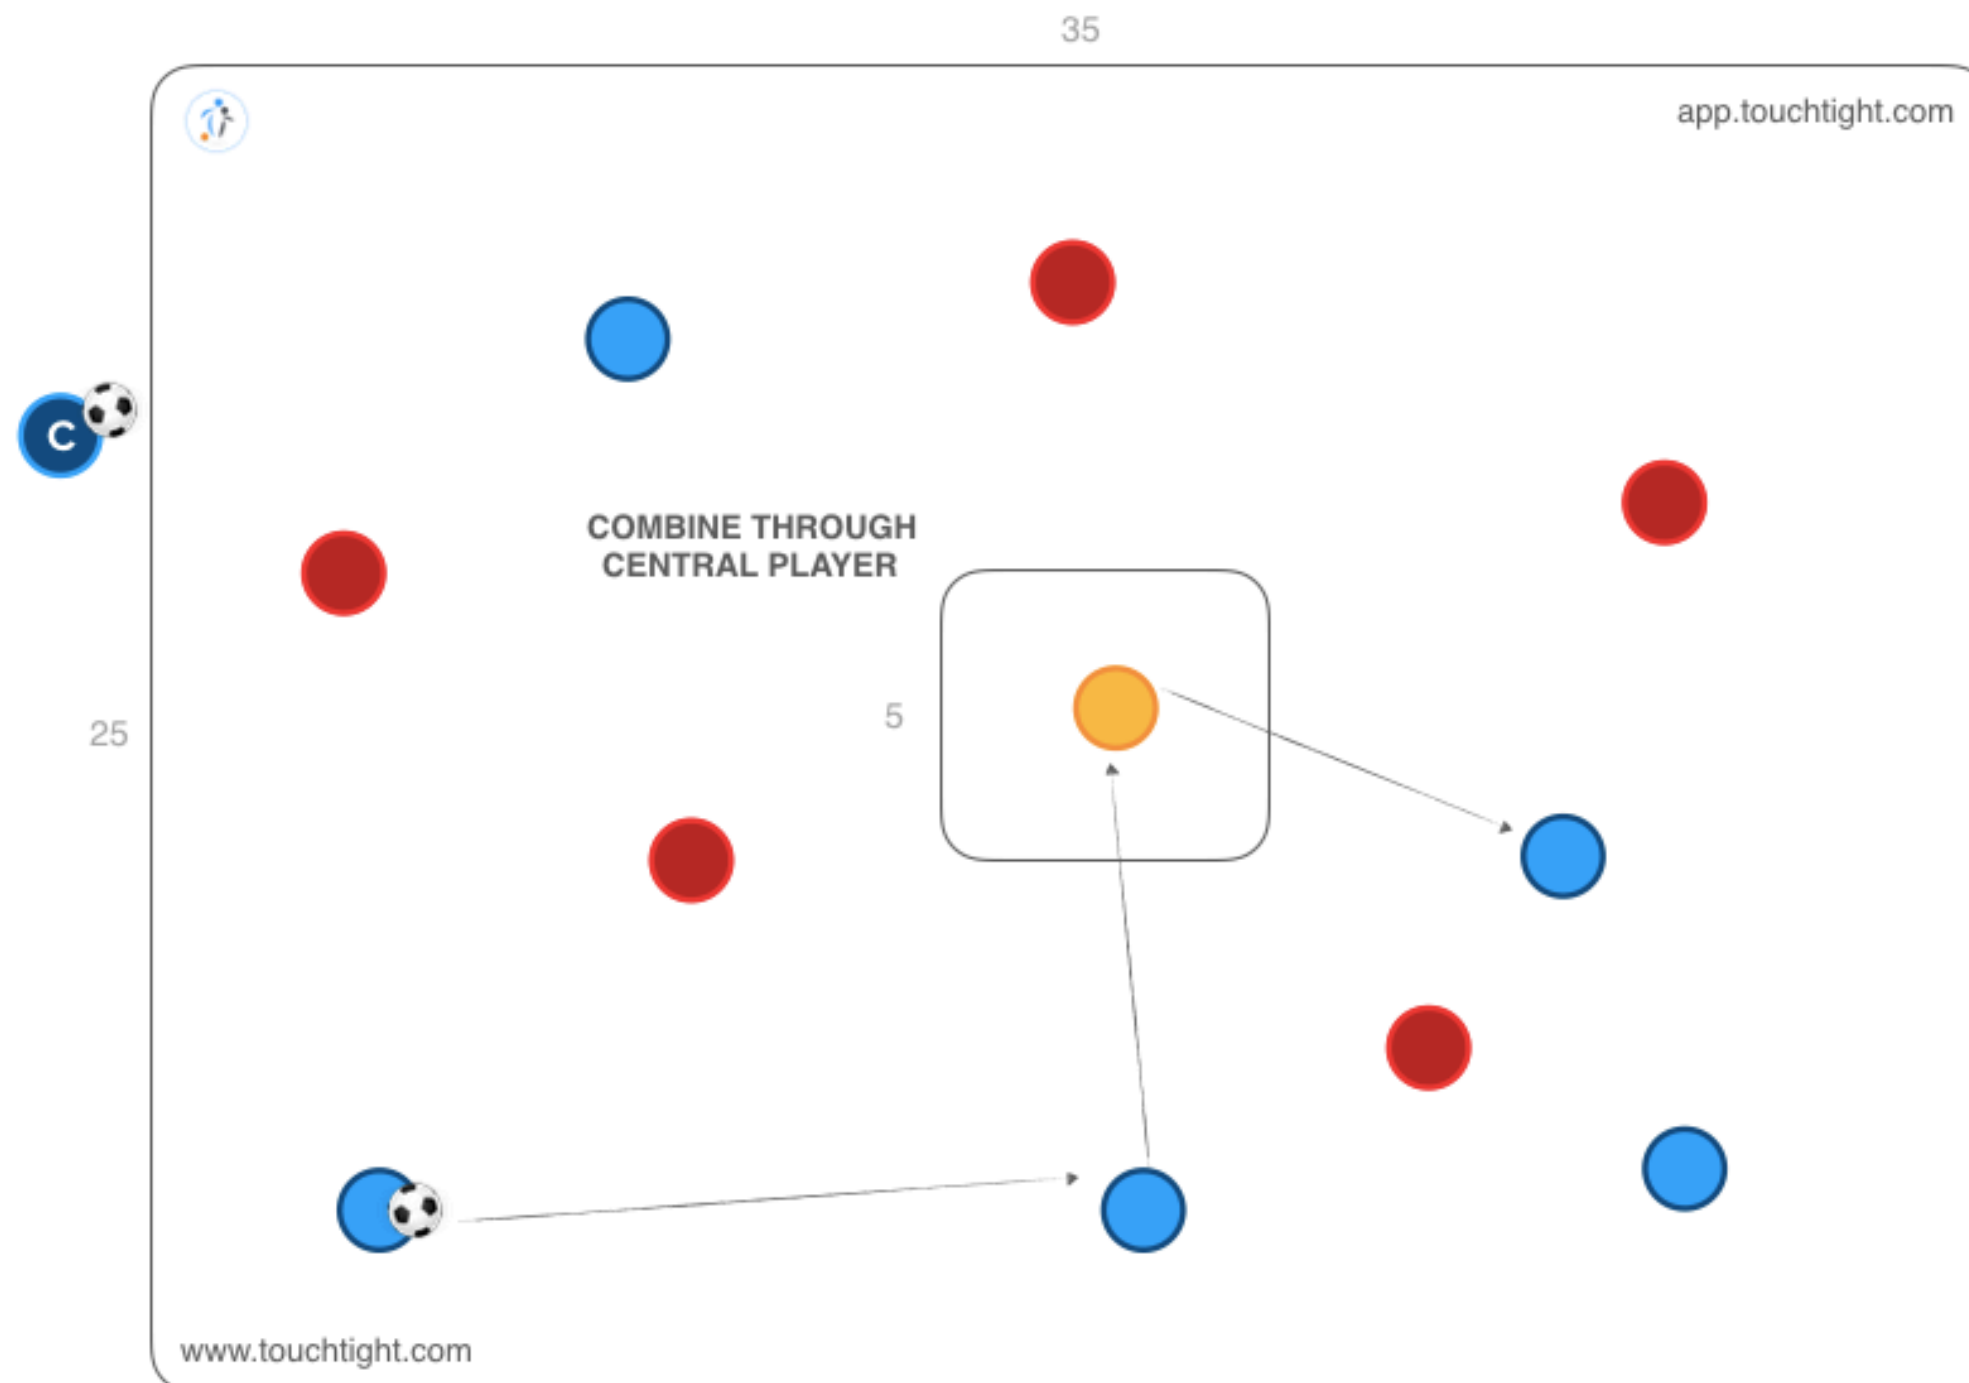 35
app.touchtight.com
C
COMBINE THROUGH
CENTRAL PLAYER
5
25
www.touchtight.com